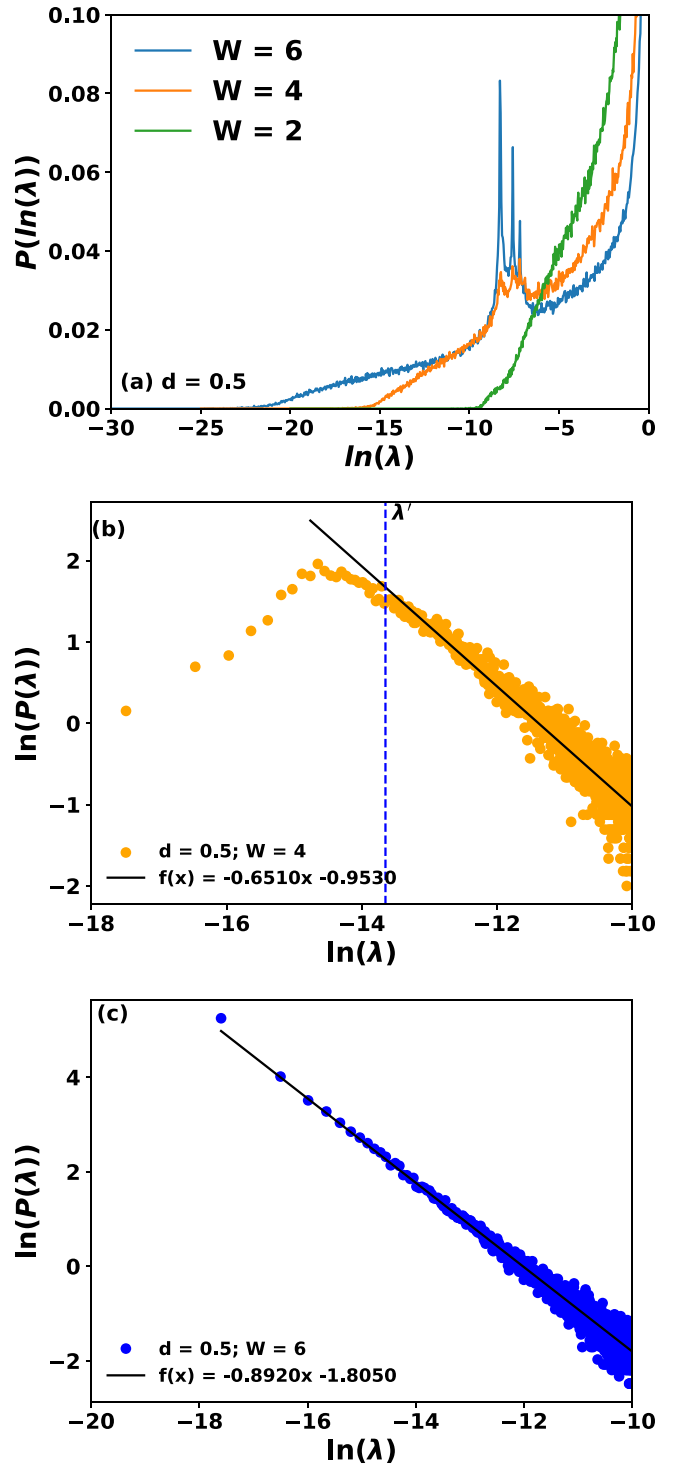 0.10
0.08
0.06
0.04
0.02
0.00
P(ln(λ))
W = 6
W = 4
W = 2
(a) d = 0.5
−30 −25 −20 −15 −10 −5 0
ln(λ)
(b)
λ′
2
1
0
−1
−2
ln(P(λ))
d = 0.5; W = 4
f(x) = -0.6510x -0.9530
−18 −16 −14 −12 −10
ln(λ)
(c)
4
2
0
−2
ln(P(λ))
d = 0.5; W = 6
f(x) = -0.8920x -1.8050
−20 −18 −16 −14 −12 −10
ln(λ)